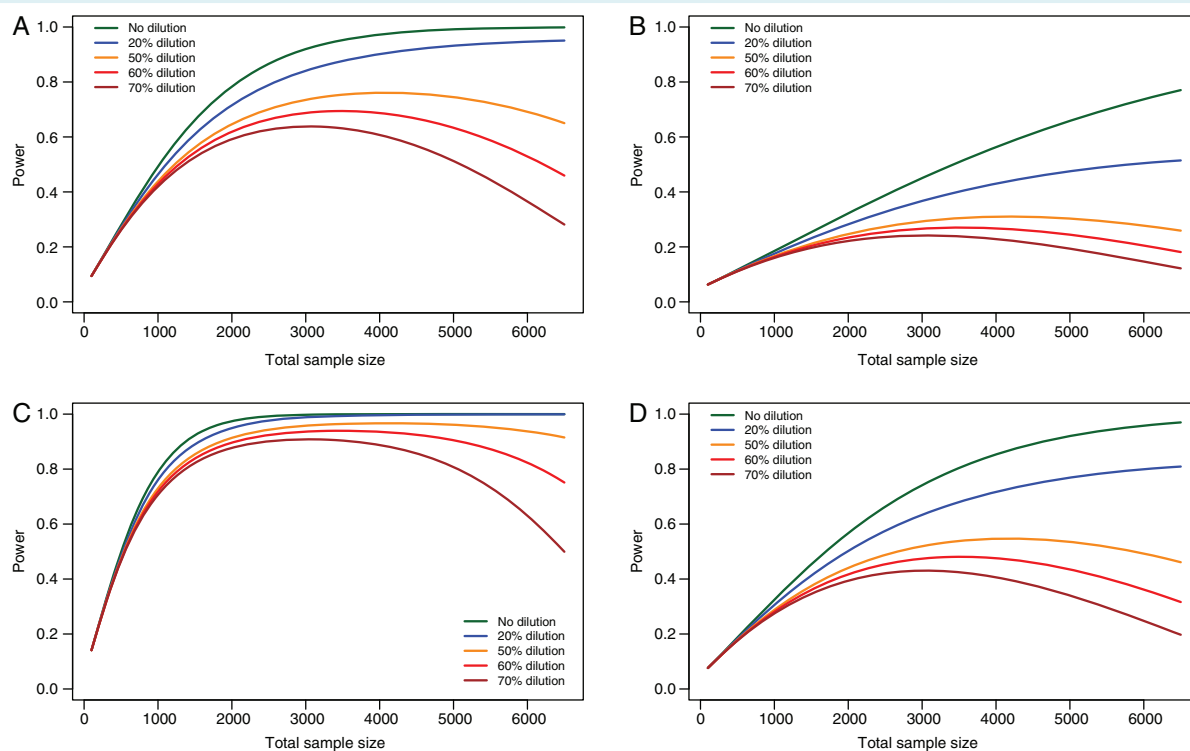 A
No dilution
20% dilution
50% dilution
60% dilution
70% dilution
1.0
0.8
0.6
0.4
0.2
0.0
Power
0 1000 2000 3000 4000 5000 6000
Total sample size
B
No dilution
20% dilution
50% dilution
60% dilution
70% dilution
1.0
0.8
0.6
0.4
0.2
0.0
Power
0 1000 2000 3000 4000 5000 6000
Total sample size
C
1.0
0.8
0.6
0.4
0.2
0.0
Power
No dilution
20% dilution
50% dilution
60% dilution
70% dilution
0 1000 2000 3000 4000 5000 6000
Total sample size
D
No dilution
20% dilution
50% dilution
60% dilution
70% dilution
1.0
0.8
0.6
0.4
0.2
0.0
Power
0 1000 2000 3000 4000 5000 6000
Total sample size